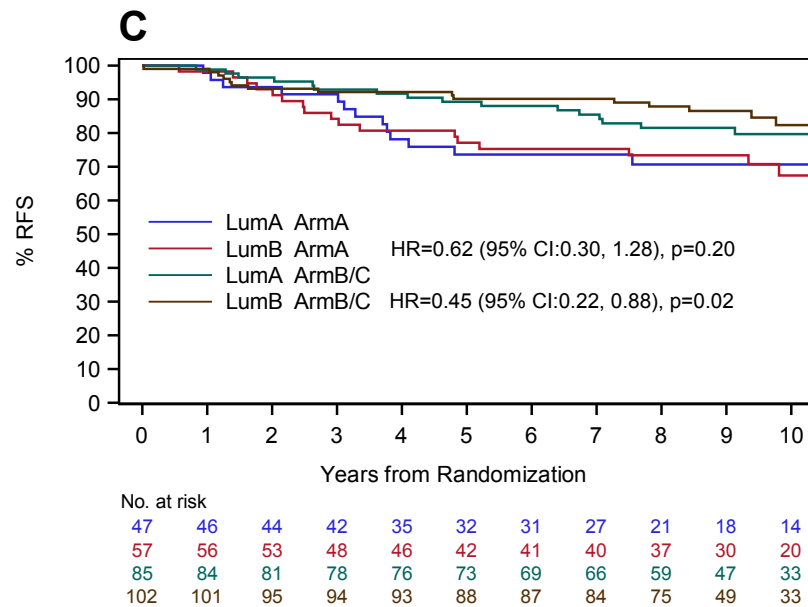 C
100
90
80
70
60
50
40
30
20
10
0
% RFS
LumA ArmA
LumB ArmA HR=0.62 (95% CI:0.30, 1.28), p=0.20
LumA ArmB/C
LumB ArmB/C HR=0.45 (95% CI:0.22, 0.88), p=0.02
0 1 2 3 4 5 6 7 8 9 10
Years from Randomization
No. at risk
47 46 44 42 35 32 31 27 21 18 14
57 56 53 48 46 42 41 40 37 30 20
85 84 81 78 76 73 69 66 59 47 33
102 101 95 94 93 88 87 84 75 49 33